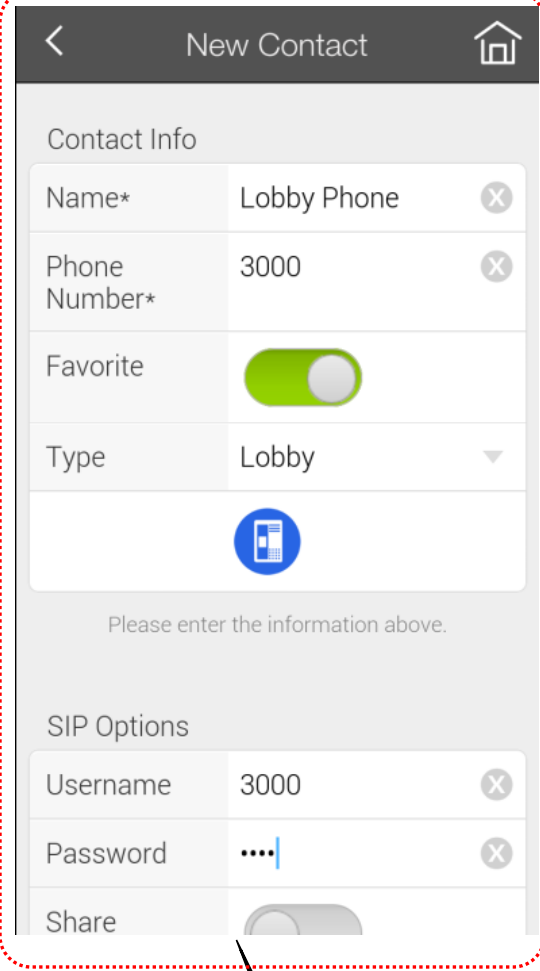 New Contact
Contact Info
Name* Lobby Phone
Phone Number* 3000
Favorite
Type Lobby
Please enter the information above.
SIP Options
Username 3000
Password ••••
Share